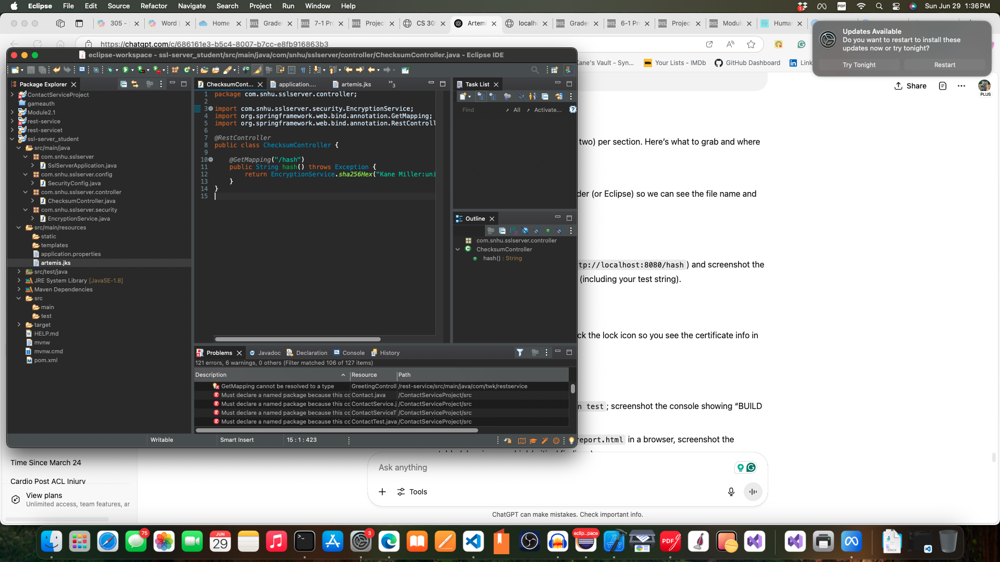 Eclipse File Edit Source Refactor Navigate Search Project Run Window Help
1 PDF Sun Jun 29 1:36 PM
305 - Word Home D2L Grade D2L 7-1 Pr D2L Projec CS 30 Artem localh D2L Grade D2L 6-1 Pr D2L Projec D2L Modu Huma
https://chatgpt.com/c/686161e3-b5c4-8007-b7cc-e8fb916863b3
Kane's Vault - Syn... Your Lists - IMDb GitHub Dashboard Link
Updates Available
Do you want to restart to install these
updates now or try tonight?
Try Tonight Restart
Share
PLUS
eclipse-workspace - ssl-server_student/src/main/java/com/snhu/sslserver/controller/ChecksumController.java - Eclipse IDE
Package Explorer
ContactServiceProject
gameauth
Module2.1
rest-service
rest-servicet
ssl-server_student
src/main/java
com.snhu.sslserver
SslServerApplication.java
com.snhu.sslserver.config
SecurityConfig.java
com.snhu.sslserver.controller
ChecksumController.java
com.snhu.sslserver.security
EncryptionService.java
src/main/resources
static
templates
application.properties
artemis.jks
src/test/java
JRE System Library [JavaSE-1.8]
Maven Dependencies
src
main
test
target
HELP.md
mvnw
mvnw.cmd
pom.xml
ChecksumCont... application.... artemis.jks »3
1 package com.snhu.sslserver.controller;
2
3 import com.snhu.sslserver.security.EncryptionService;
4 import org.springframework.web.bind.annotation.GetMapping;
5 import org.springframework.web.bind.annotation.RestControll
6
7 @RestController
8 public class ChecksumController {
9
10 @GetMapping("/hash")
11 public String hash() throws Exception {
12 return EncryptionService.sha256Hex("Kane Miller:uni
13 }
14 }
15
Task List
Find All Activate...
Outline
com.snhu.sslserver.controller
ChecksumController
hash() : String
Problems Javadoc Declaration Console History
121 errors, 6 warnings, 0 others (Filter matched 106 of 127 items)
Description Resource Path
GetMapping cannot be resolved to a type GreetingControll /rest-service/src/main/java/com/twk/restservice
Must declare a named package because this co Contact.java /ContactServiceProject/src
Must declare a named package because this co ContactService.j /ContactServiceProject/src
Must declare a named package because this co ContactServiceT /ContactServiceProject/src
Must declare a named package because this co ContactTest.java /ContactServiceProject/src
Writable Smart Insert 15 : 1 : 423
two) per section. Here's what to grab and where
der (or Eclipse) so we can see the file name and
tp://localhost:8080/hash) and screenshot the
(including your test string).
ck the lock icon so you see the certificate info in
n test; screenshot the console showing “BUILD
report.html in a browser, screenshot the
Time Since March 24
Cardio Post ACL Injury
View plans
Unlimited access, team features, ar
Ask anything
Tools
ChatGPT can make mistakes. Check important info.
75 JUN 29 3 eclip...pace PDF .DOCX